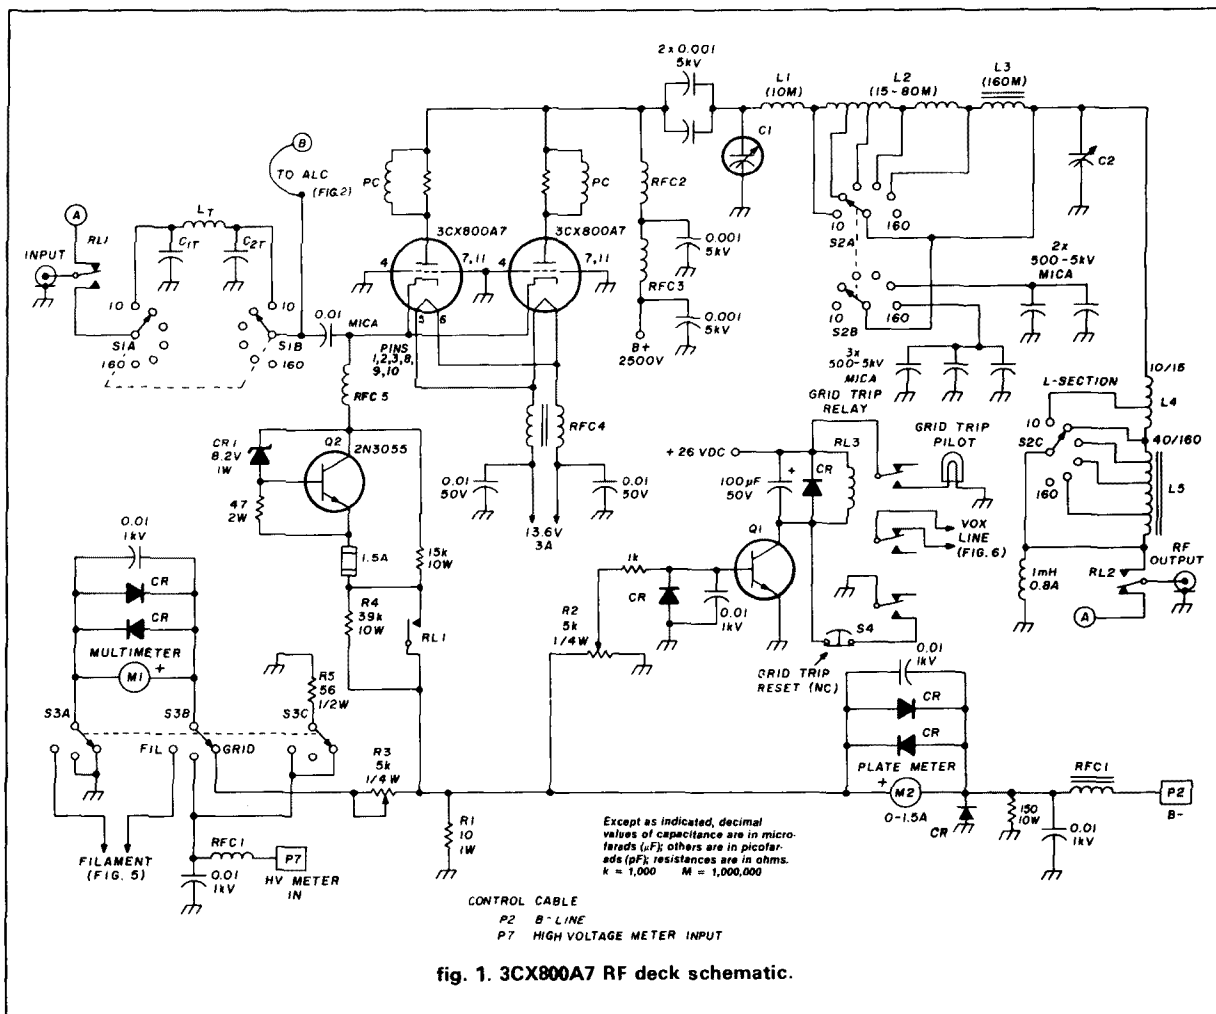 2 x 0.001
5kV
L1
(10M)
L2
(15-80M)
L3
(160M)
C1
C2
B
TO ALC
(FIG.2)
PC
PC
RFC2
A
RL1
INPUT
LT
C1T
C2T
3CX800A7
3CX800A7
4
7,11
4
7,11
0.001
5kV
10
S2A
160
2x
500-5kV
MICA
RFC3
10
10
0.01
MICA
5
6
0.001
5kV
10
S2B
160
S1A
160
S1B
160
PINS
1,2,3,8,
9,10
B+
2500V
3x
500-5kV
MICA
10/15
L4
L-SECTION
GRID TRIP
RELAY
RFC5
RFC4
GRID TRIP
PILOT
10
S2C
40/160
160
L5
CR1
8.2V
1W
Q2
2N3055
+26 VDC
RL3
CR
100µF
50V
+
0.01
50V
0.01
50V
47
2W
13.6V
3A
Q1
VOX
LINE
(FIG.6)
RF
OUTPUT
0.01
1kV
1.5A
15k
10W
1k
1mH
0.8A
RL2
CR
CR
R2
5k
1/4W
CR
0.01
1kV
A
R4
39k
10W
RL1
S4
MULTIMETER
M1
+
R5
56
1/2W
GRID TRIP
RESET (NC)
0.01
1kV
S3A
S3B
S3C
CR
FIL
GRID
R3
5k
1/4W
CR
PLATE METER
+
M2
0-1.5A
RFC1
P2
B-
CR
150
10W
0.01
1kV
R1
10
1W
Except as indicated, decimal
values of capacitance are in micro-
farads (µF); others are in picofar-
ads (pF); resistances are in ohms.
k = 1,000 M = 1,000,000
FILAMENT
(FIG. 5)
RFC1
P7
HV METER
IN
0.01
1kV
CONTROL CABLE
P2 B-LINE
P7 HIGH VOLTAGE METER INPUT
fig. 1. 3CX800A7 RF deck schematic.